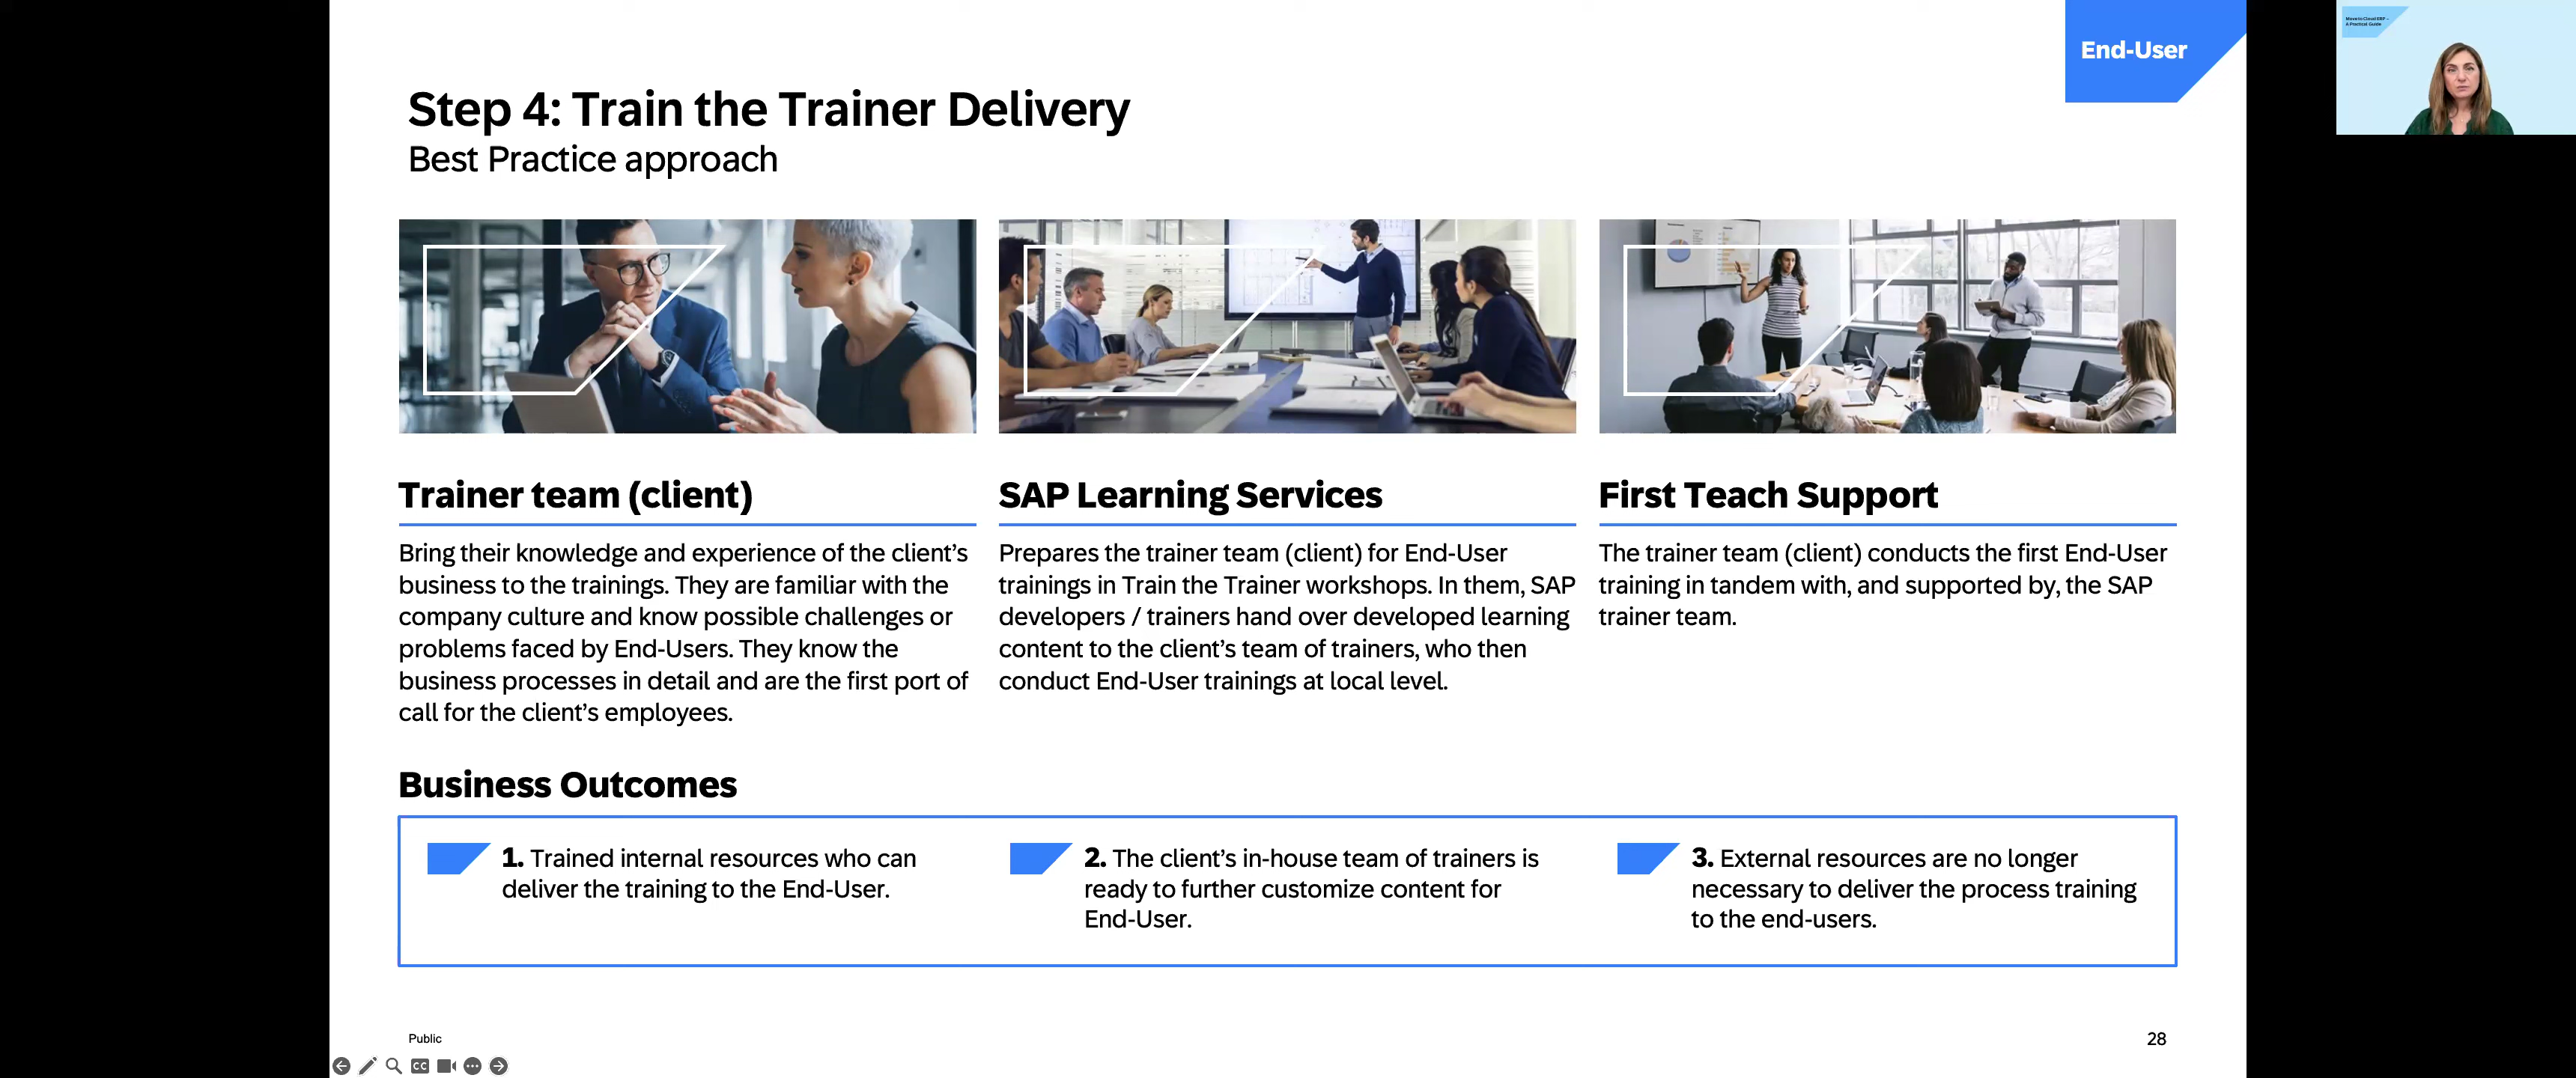 End-User
Move to Cloud ERP –
A Practical Guide
Step 4: Train the Trainer Delivery
Best Practice approach
Trainer team (client)
Bring their knowledge and experience of the client’s
business to the trainings. They are familiar with the
company culture and know possible challenges or
problems faced by End-Users. They know the
business processes in detail and are the first port of
call for the client’s employees.
SAP Learning Services
Prepares the trainer team (client) for End-User
trainings in Train the Trainer workshops. In them, SAP
developers / trainers hand over developed learning
content to the client’s team of trainers, who then
conduct End-User trainings at local level.
First Teach Support
The trainer team (client) conducts the first End-User
training in tandem with, and supported by, the SAP
trainer team.
Business Outcomes
1. Trained internal resources who can
deliver the training to the End-User.
2. The client’s in-house team of trainers is
ready to further customize content for
End-User.
3. External resources are no longer
necessary to deliver the process training
to the end-users.
Public
28
CC